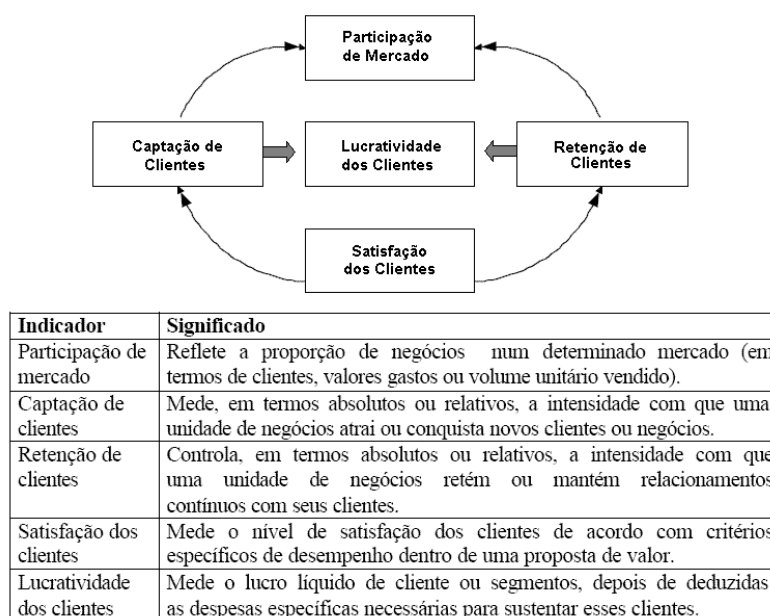 Participação
de Mercado
Captação de
Clientes
Lucratividade
dos Clientes
Retenção de
Clientes
Satisfação
dos Clientes
Indicador Significado
Participação de Reflete a proporção de negócios num determinado mercado (em
mercado termos de clientes, valores gastos ou volume unitário vendido).
Captação de Mede, em termos absolutos ou relativos, a intensidade com que uma
clientes unidade de negócios atrai ou conquista novos clientes ou negócios.
Retenção de Controla, em termos absolutos ou relativos, a intensidade com que
clientes uma unidade de negócios retém ou mantém relacionamentos
contínuos com seus clientes.
Satisfação dos Mede o nível de satisfação dos clientes de acordo com critérios
clientes específicos de desempenho dentro de uma proposta de valor.
Lucratividade Mede o lucro líquido de cliente ou segmentos, depois de deduzidas
dos clientes as despesas específicas necessárias para sustentar esses clientes.